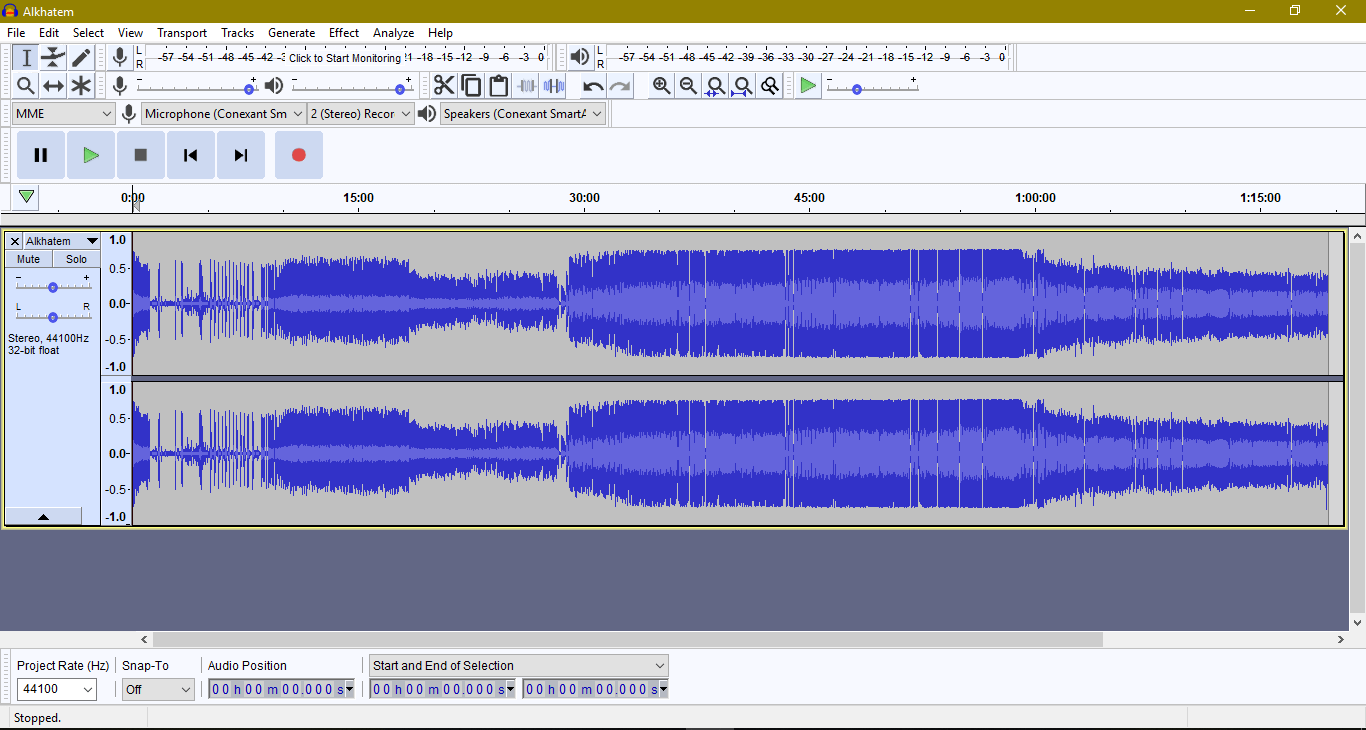 Alkhatem
File Edit Select View Transport Tracks Generate Effect Analyze Help
L
R
-57 -54 -51 -48 -45 -42 -3 Click to Start Monitoring !1 -18 -15 -12 -9 -6 -3 0
L
R
-57 -54 -51 -48 -45 -42 -39 -36 -33 -30 -27 -24 -21 -18 -15 -12 -9 -6 -3 0
- +
- +
- +
MME
Microphone (Conexant Sm
2 (Stereo) Recor
Speakers (Conexant SmartA
0:00 15:00 30:00 45:00 1:00:00 1:15:00
Alkhatem
Mute Solo
- +
L R
Stereo, 44100Hz
32-bit float
1.0
0.5-
0.0-
-0.5-
-1.0
1.0
0.5-
0.0-
-0.5-
-1.0
Project Rate (Hz) Snap-To Audio Position Start and End of Selection
44100 Off 00 h 00 m 00.000 s 00 h 00 m 00.000 s 00 h 00 m 00.000 s
Stopped.